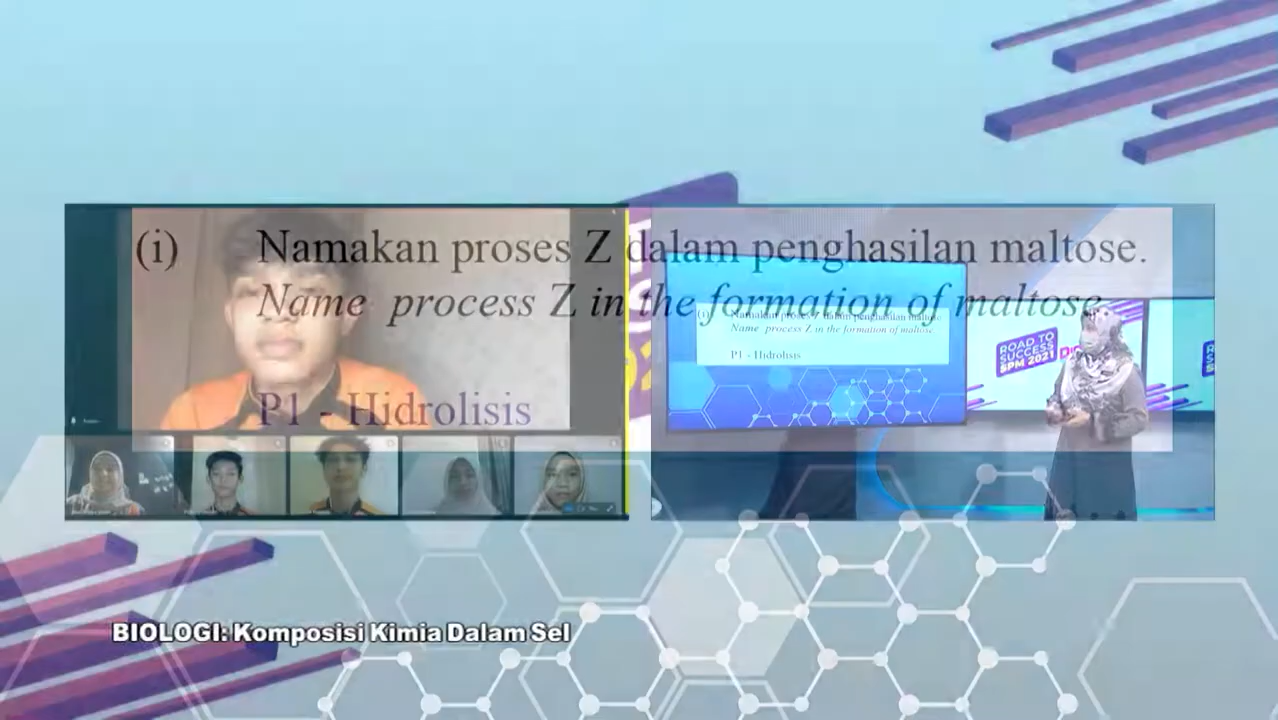 (i) Namakan proses Z dalam penghasilan maltose.
Name process Z in the formation of maltose.
P1 - Hidrolisis
(i) Namakan proses Z dalam penghasilan maltose.
Name process Z in the formation of maltose.
P1 - Hidrolisis
ROAD TO
SUCCESS
SPM 2021
BIOLOGI: Komposisi Kimia Dalam Sel